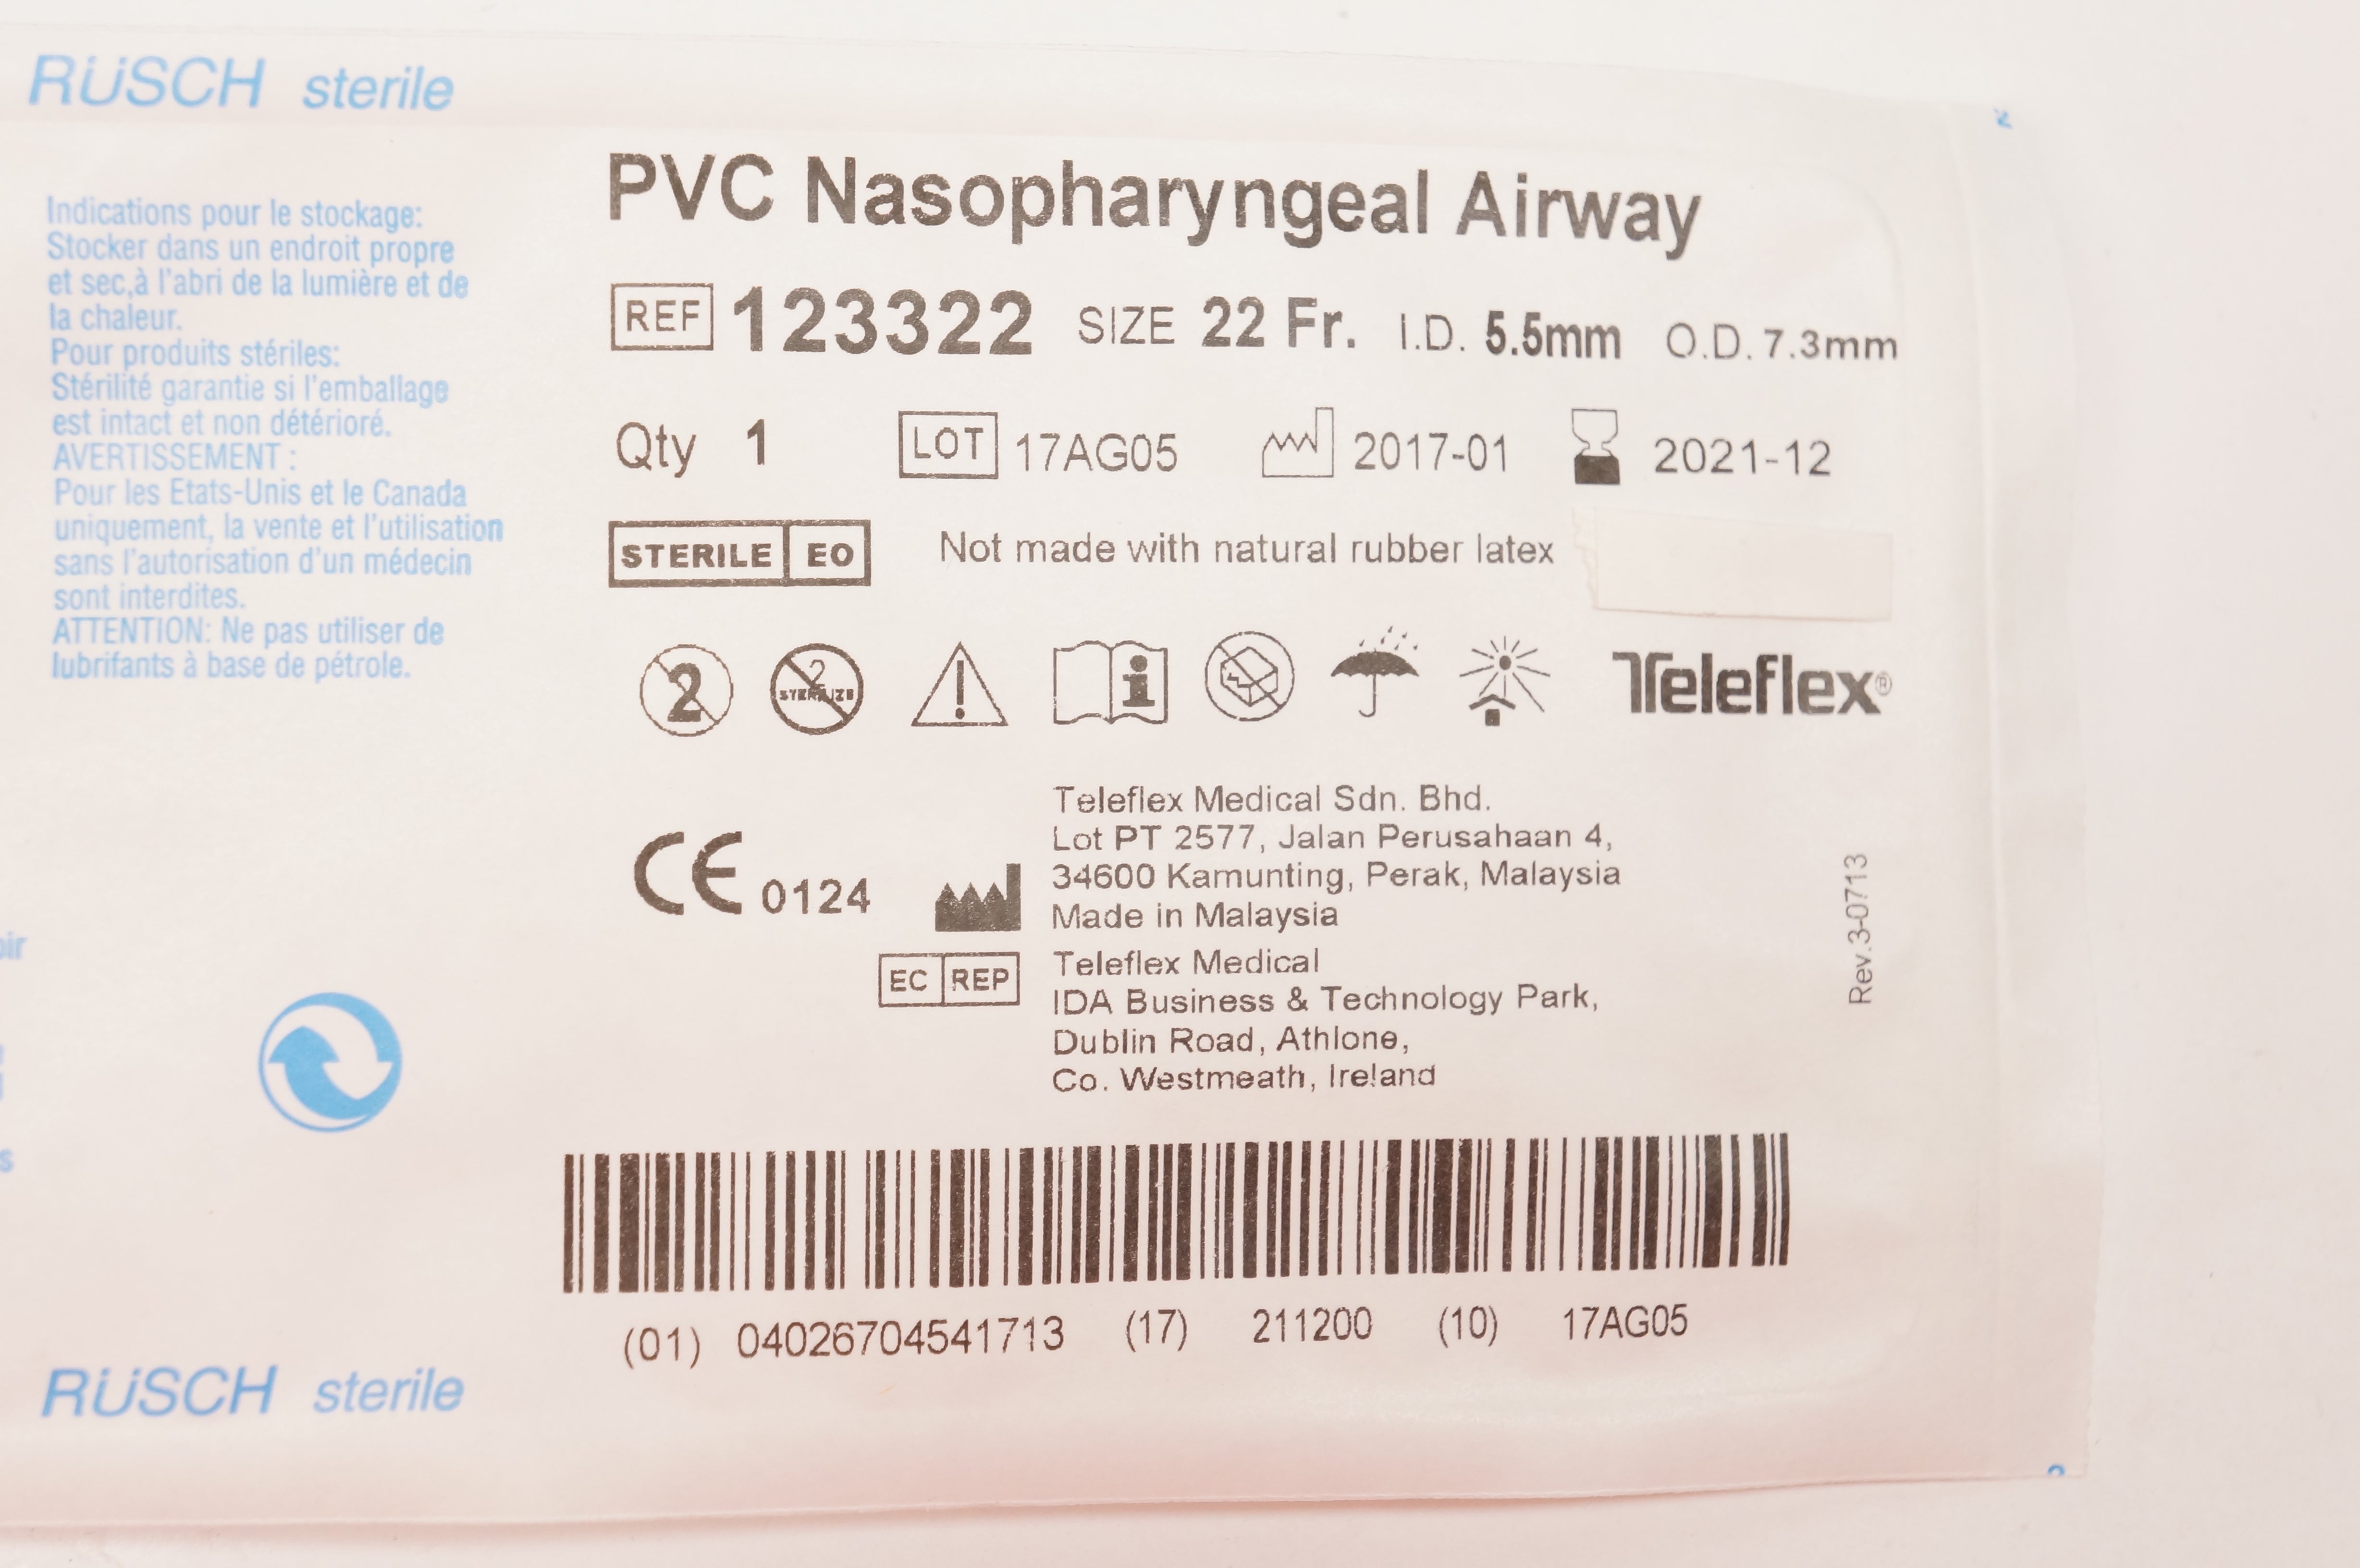 RÜSCH sterile
Indications pour le stockage:
Stocker dans un endroit propre
et sec,à l'abri de la lumière et de
la chaleur.
Pour produits stériles:
Stérilité garantie si l'emballage
est intact et non détérioré.
AVERTISSEMENT :
Pour les Etats-Unis et le Canada
uniquement, la vente et l'utilisation
sans l'autorisation d'un médecin
sont interdites.
ATTENTION: Ne pas utiliser de
lubrifants à base de pétrole.
PVC Nasopharyngeal Airway
REF 123322 SIZE 22 Fr. I.D. 5.5mm O.D. 7.3mm
Qty 1 LOT 17AG05 2017-01 2021-12
STERILE EO Not made with natural rubber latex
2 2 STERILIZE Teleflex®
Teleflex Medical Sdn. Bhd.
Lot PT 2577, Jalan Perusahaan 4,
34600 Kamunting, Perak, Malaysia
Made in Malaysia
CE 0124
EC REP Teleflex Medical
IDA Business & Technology Park,
Dublin Road, Athlone,
Co. Westmeath, Ireland
Rev.3-0713
(01) 04026704541713 (17) 211200 (10) 17AG05
RÜSCH sterile